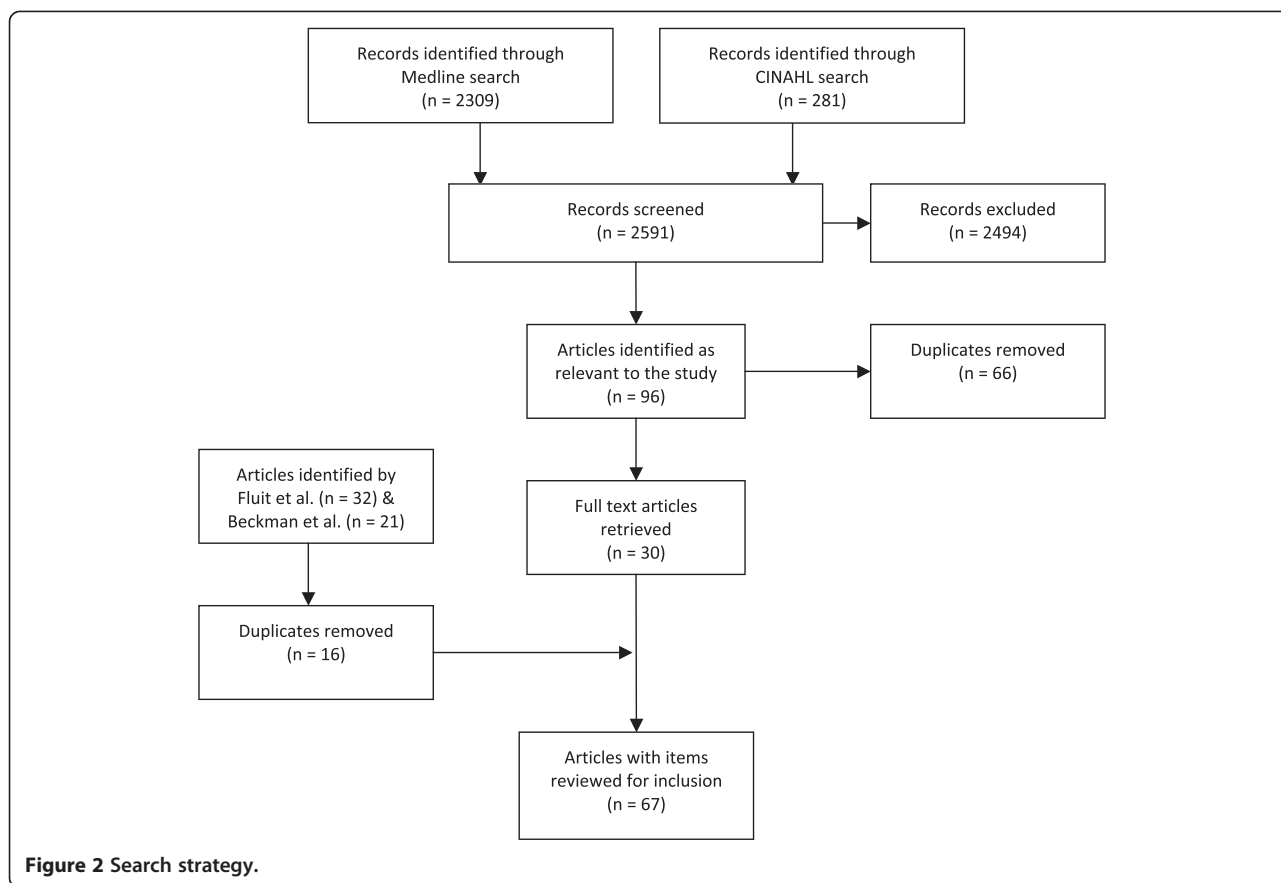 Records identified through
Medline search
(n = 2309)
Records identified through
CINAHL search
(n = 281)
Records screened
(n = 2591)
Records excluded
(n = 2494)
Articles identified as
relevant to the study
(n = 96)
Duplicates removed
(n = 66)
Articles identified by
Fluit et al. (n = 32) &
Beckman et al. (n = 21)
Full text articles
retrieved
(n = 30)
Duplicates removed
(n = 16)
Articles with items
reviewed for inclusion
(n = 67)
Figure 2 Search strategy.